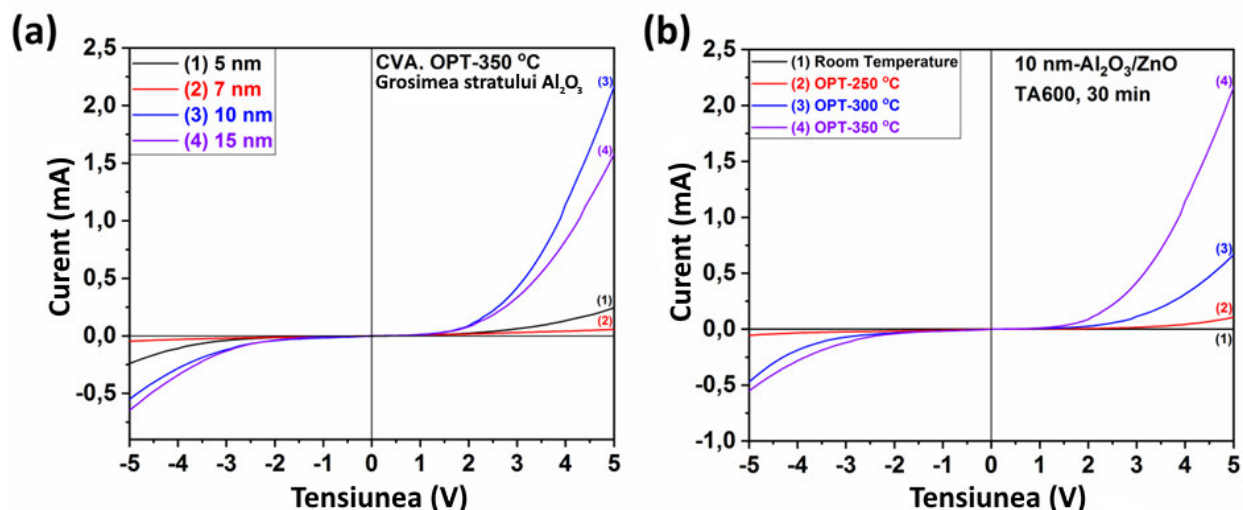 (a)
2,5
2,0
1,5
1,0
0,5
0,0
-0,5
Curent (mA)
(1) 5 nm
(2) 7 nm
(3) 10 nm
(4) 15 nm
CVA. OPT-350 °C
Grosimea stratului Al₂O₃
(3)
(4)
(1)
(2)
-5 -4 -3 -2 -1 0 1 2 3 4 5
Tensiunea (V)
(b)
2,5
2,0
1,5
1,0
0,5
0,0
-0,5
-1,0
Curent (mA)
(1) Room Temperature
(2) OPT-250 °C
(3) OPT-300 °C
(4) OPT-350 °C
10 nm-Al₂O₃/ZnO
TA600, 30 min
(4)
(3)
(2)
(1)
-5 -4 -3 -2 -1 0 1 2 3 4 5
Tensiunea (V)